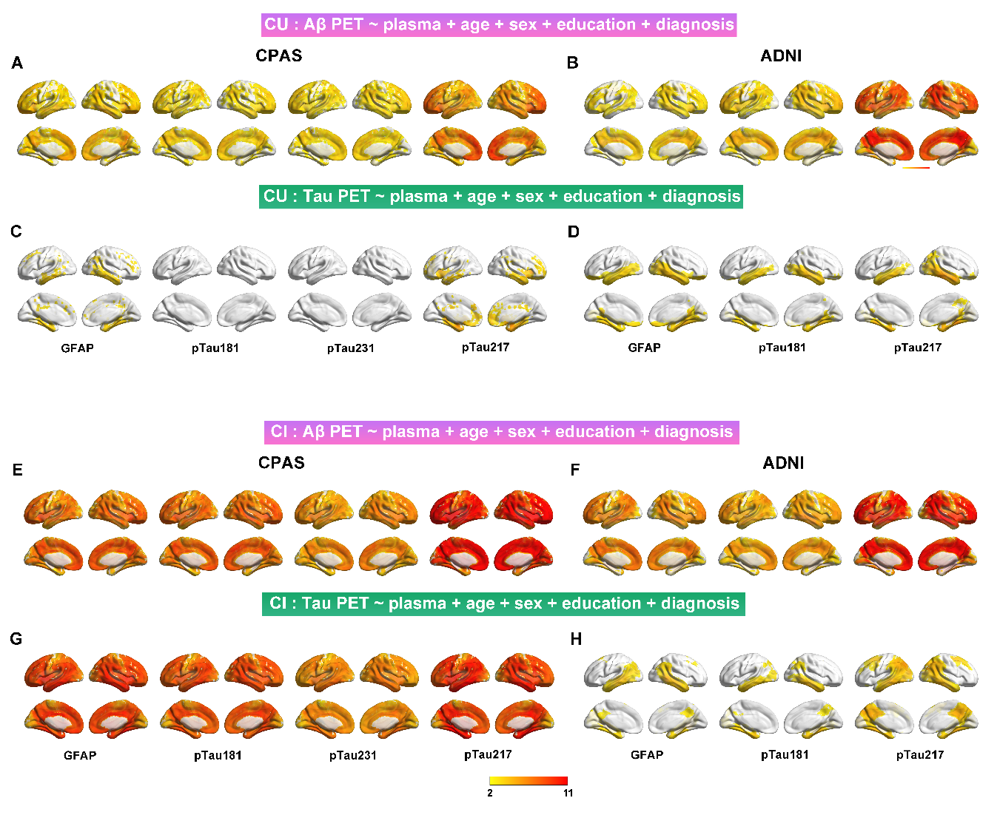 CU : Aβ PET ~ plasma + age + sex + education + diagnosis
CPAS
ADNI
A
B
CU : Tau PET ~ plasma + age + sex + education + diagnosis
C
D
GFAP
pTau181
pTau231
pTau217
GFAP
pTau181
pTau217
CI : Aβ PET ~ plasma + age + sex + education + diagnosis
CPAS
ADNI
E
F
CI : Tau PET ~ plasma + age + sex + education + diagnosis
G
H
GFAP
pTau181
pTau231
pTau217
GFAP
pTau181
pTau217
2
11